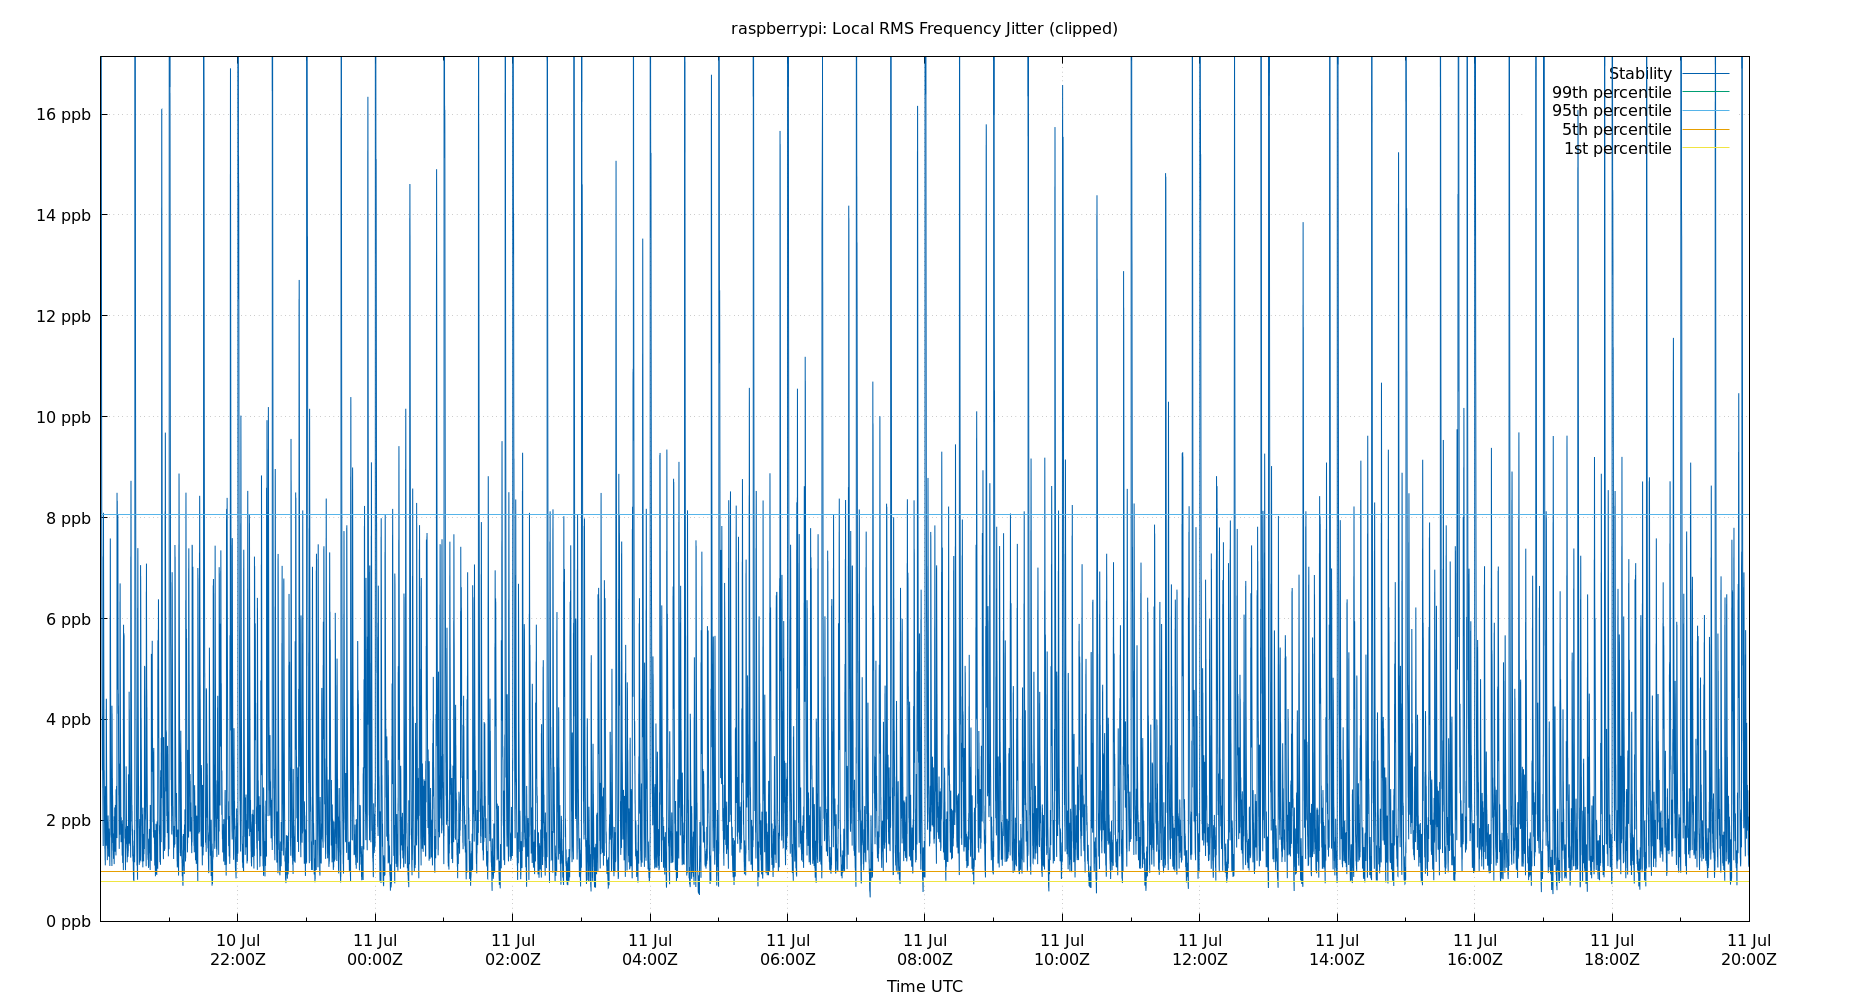 raspberrypi: Local RMS Frequency Jitter (clipped)
Stability
99th percentile
95th percentile
5th percentile
1st percentile
16 ppb
14 ppb
12 ppb
10 ppb
8 ppb
6 ppb
4 ppb
2 ppb
0 ppb
10 Jul 11 Jul 11 Jul 11 Jul 11 Jul 11 Jul 11 Jul 11 Jul 11 Jul 11 Jul 11 Jul 11 Jul
22:00Z 00:00Z 02:00Z 04:00Z 06:00Z 08:00Z 10:00Z 12:00Z 14:00Z 16:00Z 18:00Z 20:00Z
Time UTC